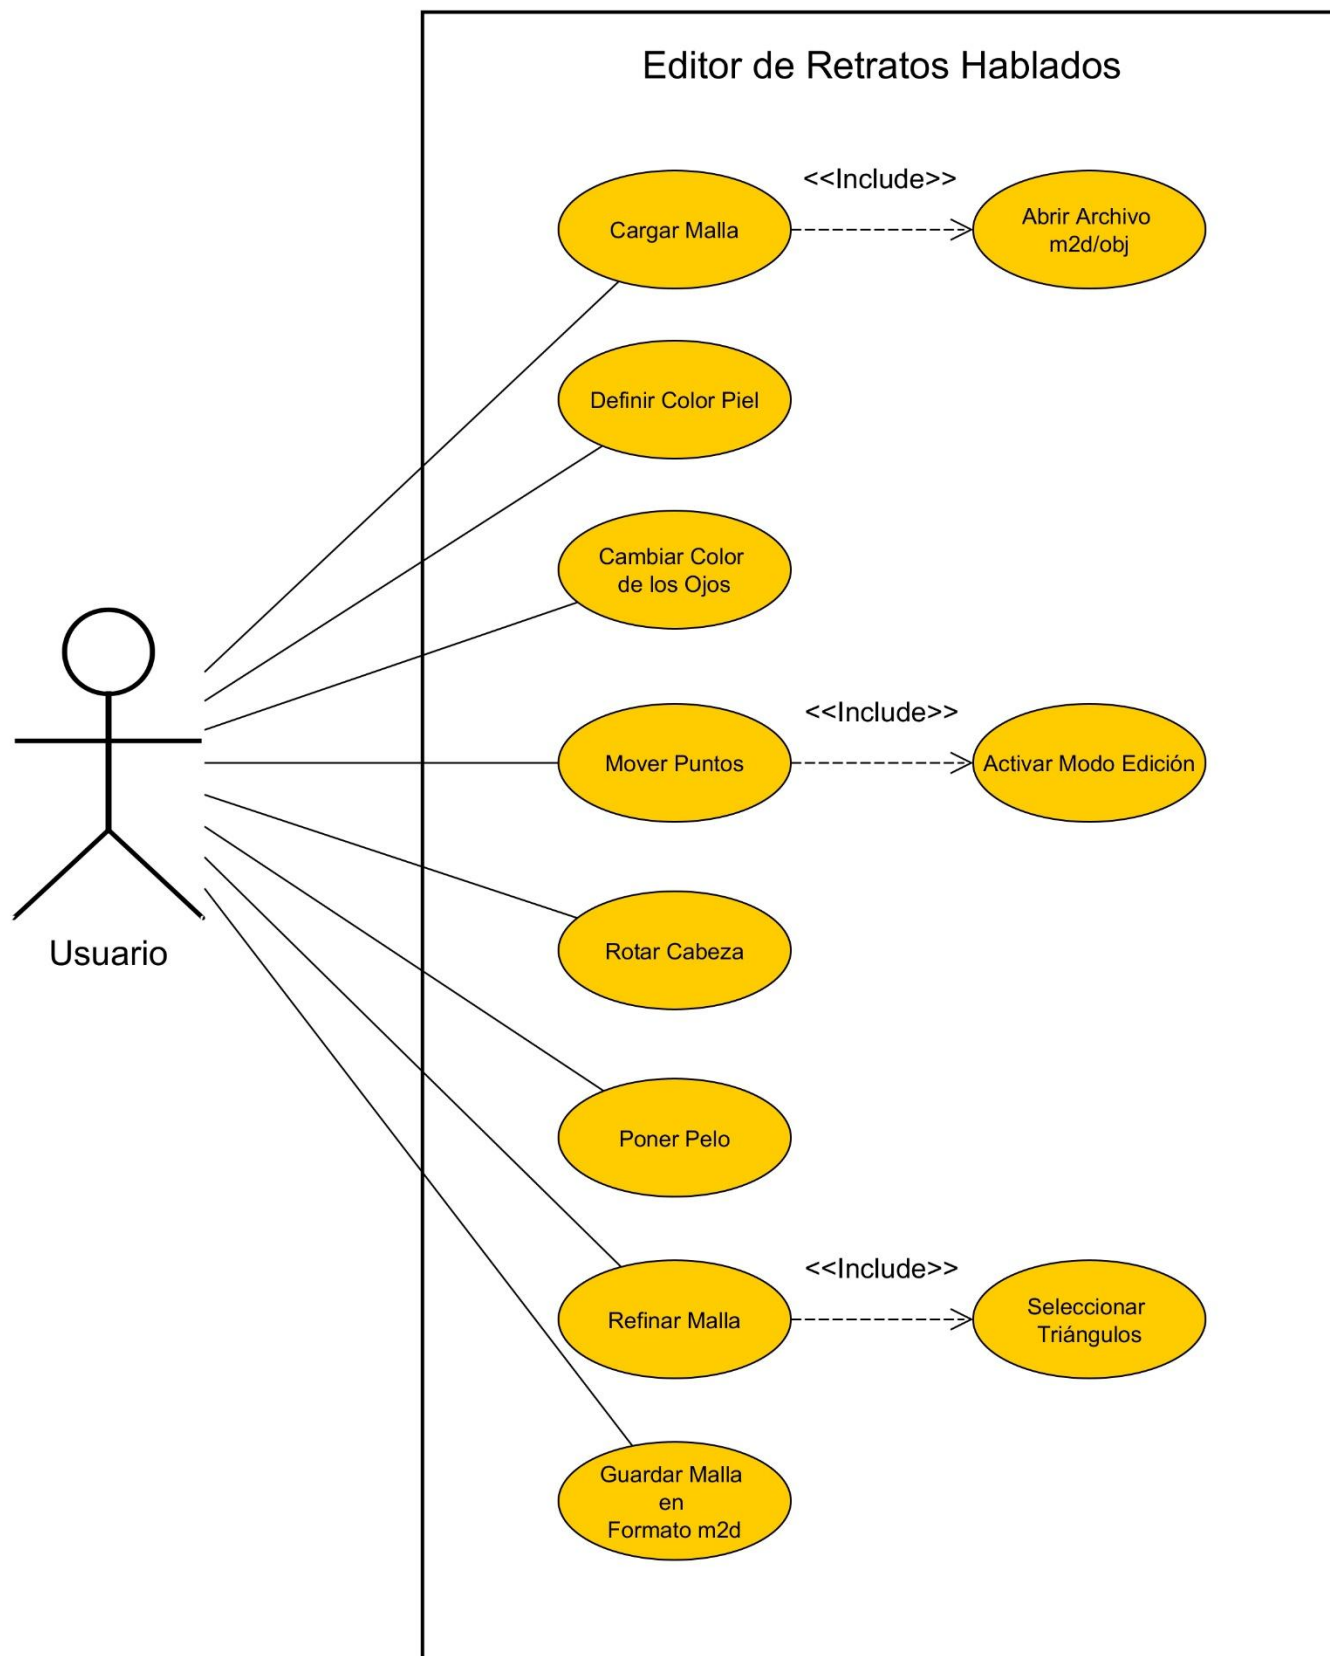 Editor de Retratos Hablados
<<Include>>
Cargar Malla
Abrir Archivo
m2d/obj
Definir Color Piel
Cambiar Color
de los Ojos
<<Include>>
Mover Puntos
Activar Modo Edición
Usuario
Rotar Cabeza
Poner Pelo
<<Include>>
Refinar Malla
Seleccionar
Triángulos
Guardar Malla
en
Formato m2d